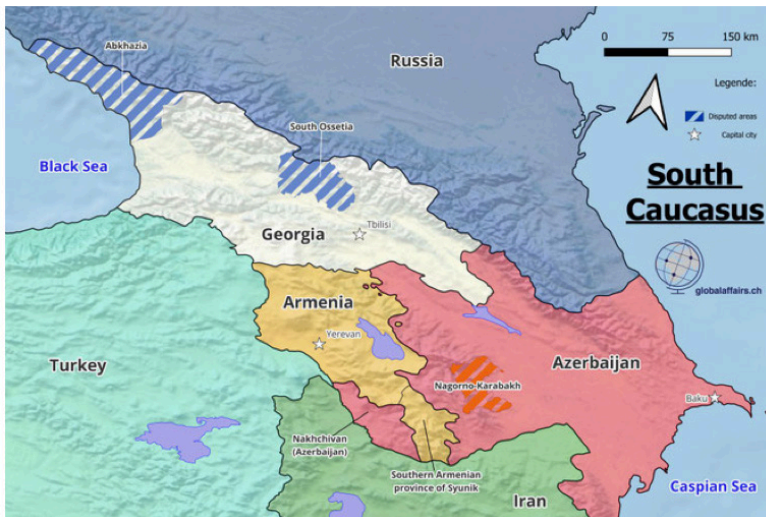 Abkhazia
Russia
0 75 150 km
Legende:
Disputed areas
Capital city
South Ossetia
Black Sea
South
Caucasus
Tbilisi
Georgia
globalaffairs.ch
Armenia
Yerevan
Turkey
Azerbaijan
Nagorno-Karabakh
Baku
Nakhchivan
(Azerbaijan)
Southern Armenian
province of Syunik
Caspian Sea
Iran